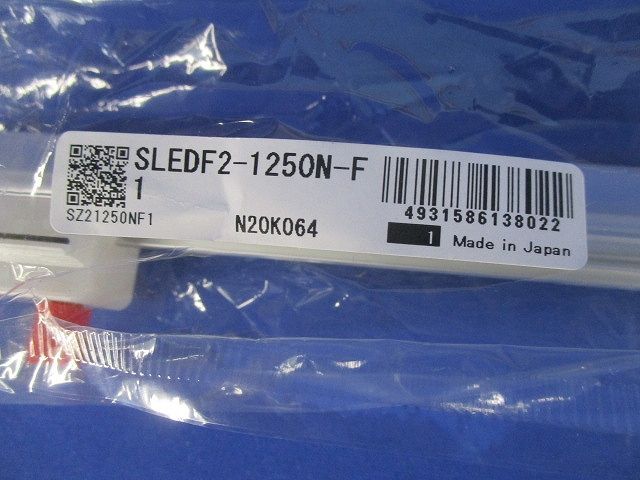 SLEDF2-1250N-F
1
SZ21250NF1
N20K064
4931586138022
1
Made in Japan